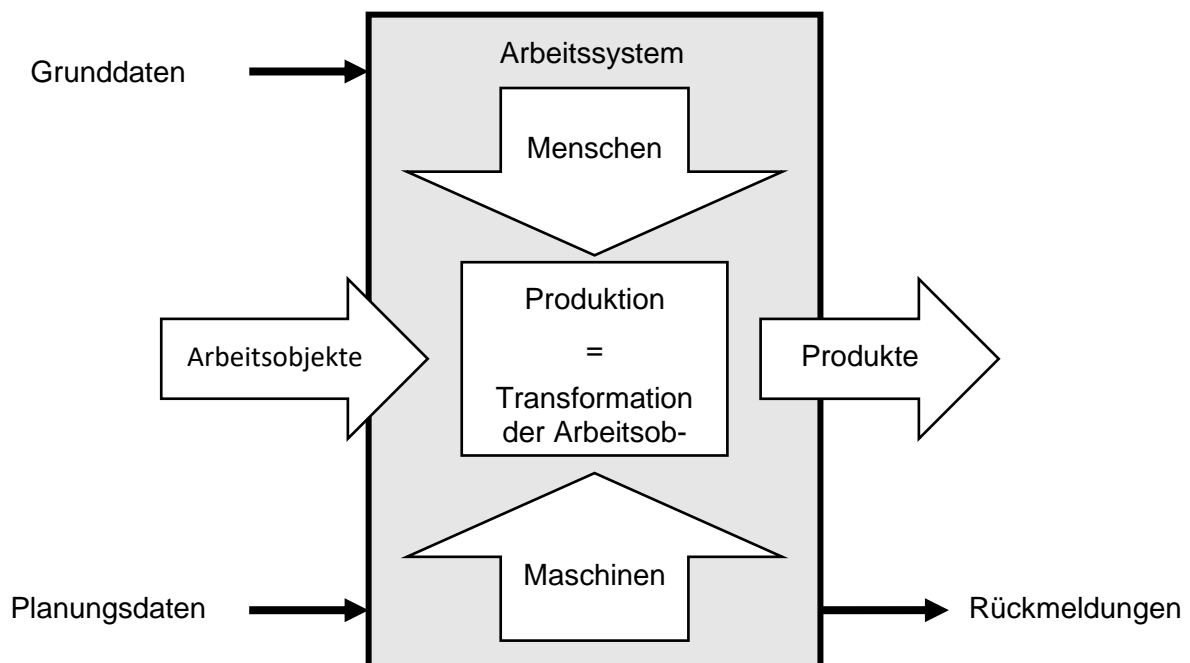 Arbeitssystem
Grunddaten
Menschen
Produktion
=
Transformation
der Arbeitsob-
Arbeitsobjekte
Produkte
Maschinen
Planungsdaten
Rückmeldungen